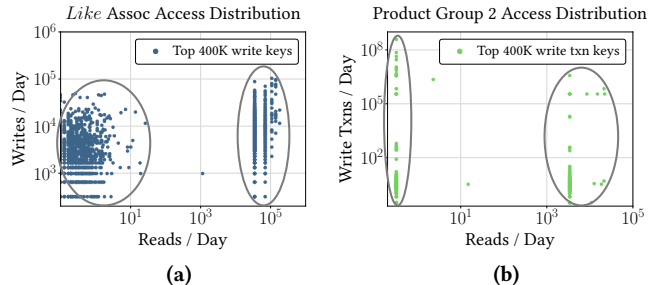 Like Assoc Access Distribution
Top 400K write keys
Writes / Day
10^6
10^5
10^4
10^3
10^1
10^3
10^5
Reads / Day
(a)
Product Group 2 Access Distribution
Top 400K write txn keys
Write Txns / Day
10^8
10^5
10^2
10^1
10^3
10^5
Reads / Day
(b)